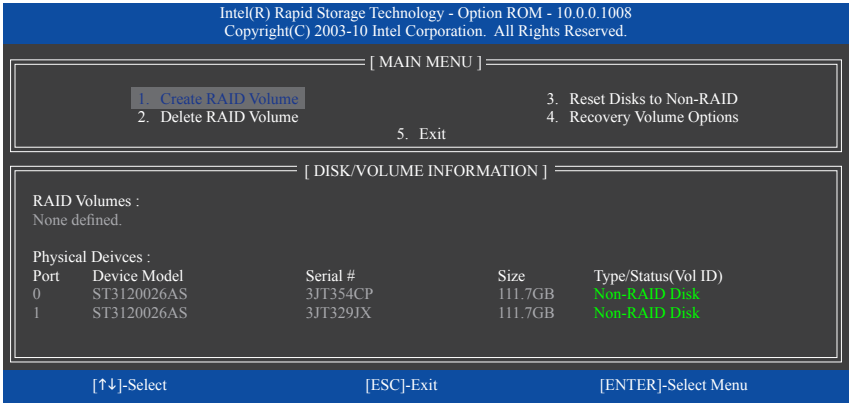 Intel(R) Rapid Storage Technology - Option ROM - 10.0.0.1008
Copyright(C) 2003-10 Intel Corporation. All Rights Reserved.
[ MAIN MENU ]
1. Create RAID Volume 3. Reset Disks to Non-RAID
2. Delete RAID Volume 4. Recovery Volume Options
5. Exit
[ DISK/VOLUME INFORMATION ]
RAID Volumes :
None defined.
Physical Deivces :
Port Device Model Serial # Size Type/Status(Vol ID)
0 ST3120026AS 3JT354CP 111.7GB Non-RAID Disk
1 ST3120026AS 3JT329JX 111.7GB Non-RAID Disk
[↑↓]-Select [ESC]-Exit [ENTER]-Select Menu